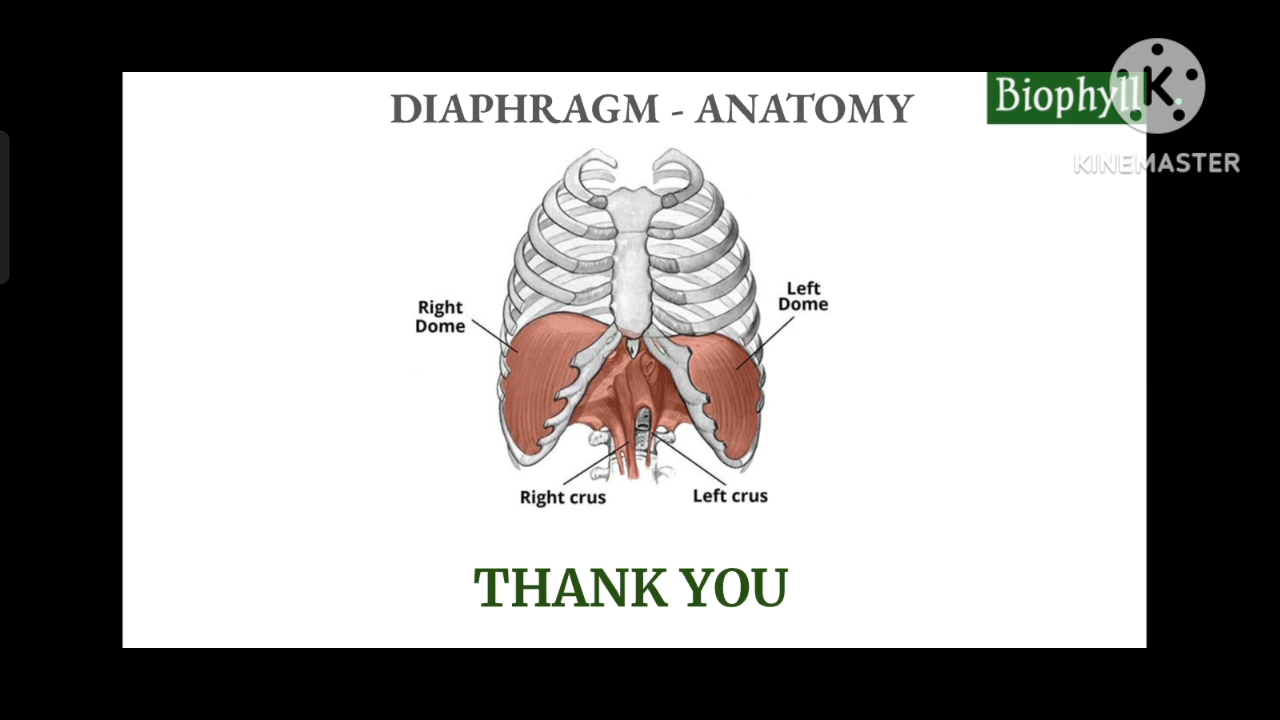 DIAPHRAGM - ANATOMY
Biophyll
KINEMASTER
Left
Dome
Right
Dome
Right crus
Left crus
THANK YOU